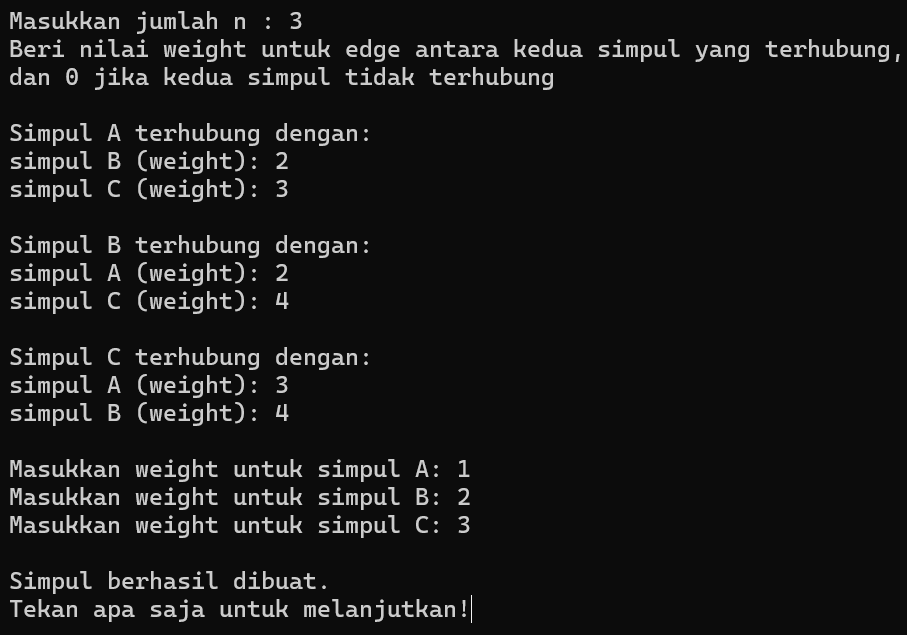 Masukkan jumlah n : 3
Beri nilai weight untuk edge antara kedua simpul yang terhubung,
dan 0 jika kedua simpul tidak terhubung
Simpul A terhubung dengan:
simpul B (weight): 2
simpul C (weight): 3
Simpul B terhubung dengan:
simpul A (weight): 2
simpul C (weight): 4
Simpul C terhubung dengan:
simpul A (weight): 3
simpul B (weight): 4
Masukkan weight untuk simpul A: 1
Masukkan weight untuk simpul B: 2
Masukkan weight untuk simpul C: 3
Simpul berhasil dibuat.
Tekan apa saja untuk melanjutkan!